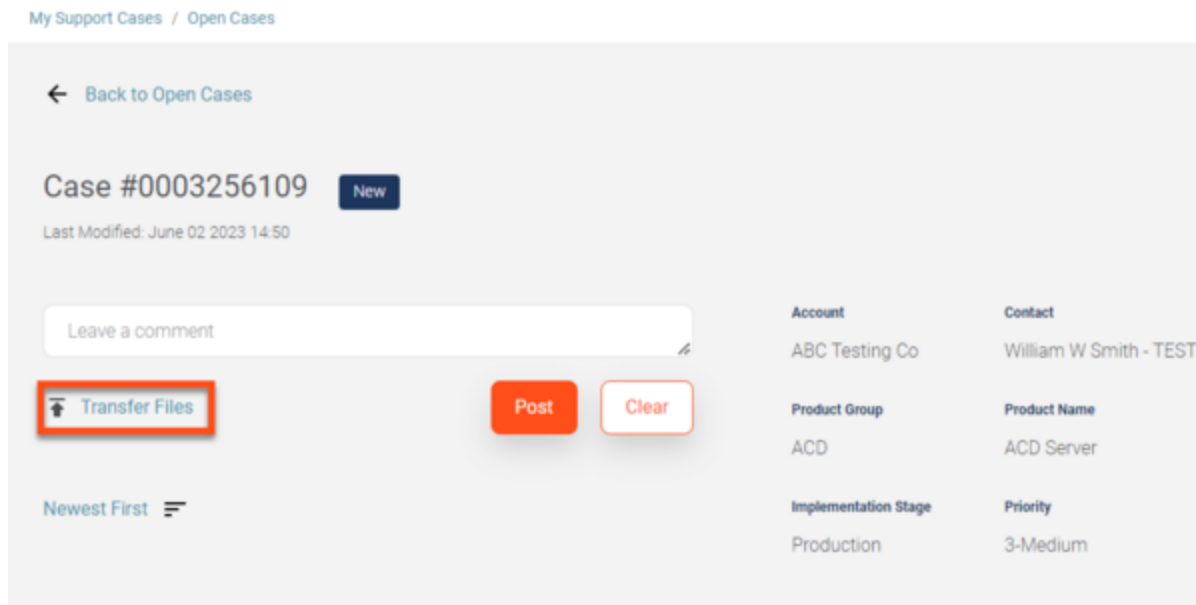 My Support Cases / Open Cases
Back to Open Cases
Case #0003256109 New
Last Modified: June 02 2023 14:50
Leave a comment
Transfer Files Post Clear
Newest First
Account Contact
ABC Testing Co William W Smith - TEST
Product Group Product Name
ACD ACD Server
Implementation Stage Priority
Production 3-Medium